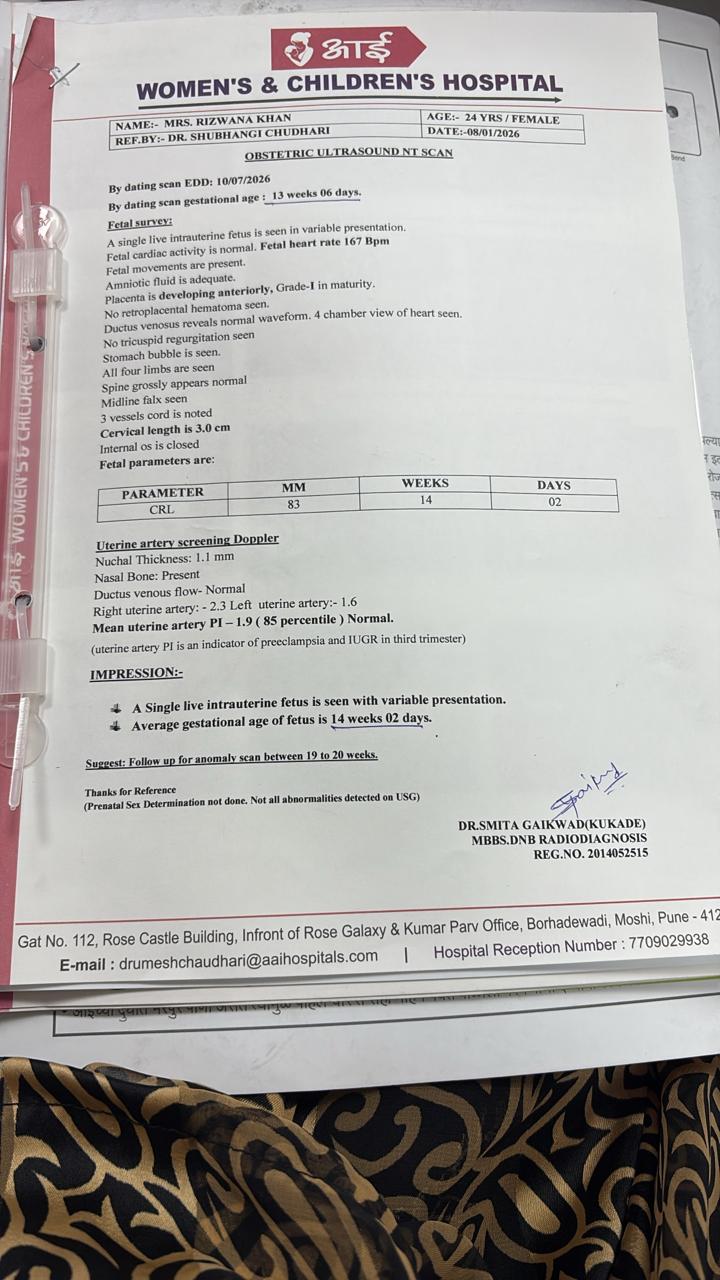 आई
WOMEN'S & CHILDREN'S HOSPITAL
NAME:- MRS. RIZWANA KHAN AGE:- 24 YRS / FEMALE
REF.BY:- DR. SHUBHANGI CHUDHARI DATE:-08/01/2026
OBSTETRIC ULTRASOUND NT SCAN
By dating scan EDD: 10/07/2026
By dating scan gestational age : 13 weeks 06 days.
Fetal survey:
A single live intrauterine fetus is seen in variable presentation.
Fetal cardiac activity is normal. Fetal heart rate 167 Bpm
Fetal movements are present.
Amniotic fluid is adequate.
Placenta is developing anteriorly, Grade-I in maturity.
No retroplacental hematoma seen.
Ductus venosus reveals normal waveform. 4 chamber view of heart seen.
No tricuspid regurgitation seen
Stomach bubble is seen.
All four limbs are seen
Spine grossly appears normal
Midline falx seen
3 vessels cord is noted
Cervical length is 3.0 cm
Internal os is closed
Fetal parameters are:
PARAMETER MM WEEKS DAYS
CRL 83 14 02
Uterine artery screening Doppler
Nuchal Thickness: 1.1 mm
Nasal Bone: Present
Ductus venous flow- Normal
Right uterine artery: - 2.3 Left uterine artery:- 1.6
Mean uterine artery PI – 1.9 ( 85 percentile ) Normal.
(uterine artery PI is an indicator of preeclampsia and IUGR in third trimester)
IMPRESSION:-
A Single live intrauterine fetus is seen with variable presentation.
Average gestational age of fetus is 14 weeks 02 days.
Suggest: Follow up for anomaly scan between 19 to 20 weeks.
Thanks for Reference
(Prenatal Sex Determination not done. Not all abnormalities detected on USG)
DR.SMITA GAIKWAD(KUKADE)
MBBS.DNB RADIODIAGNOSIS
REG.NO. 2014052515
Gat No. 112, Rose Castle Building, Infront of Rose Galaxy & Kumar Parv Office, Borhadewadi, Moshi, Pune - 412
E-mail : drumeshchaudhari@aaihospitals.com | Hospital Reception Number : 7709029938
आई WOMEN'S & CHILDREN'S